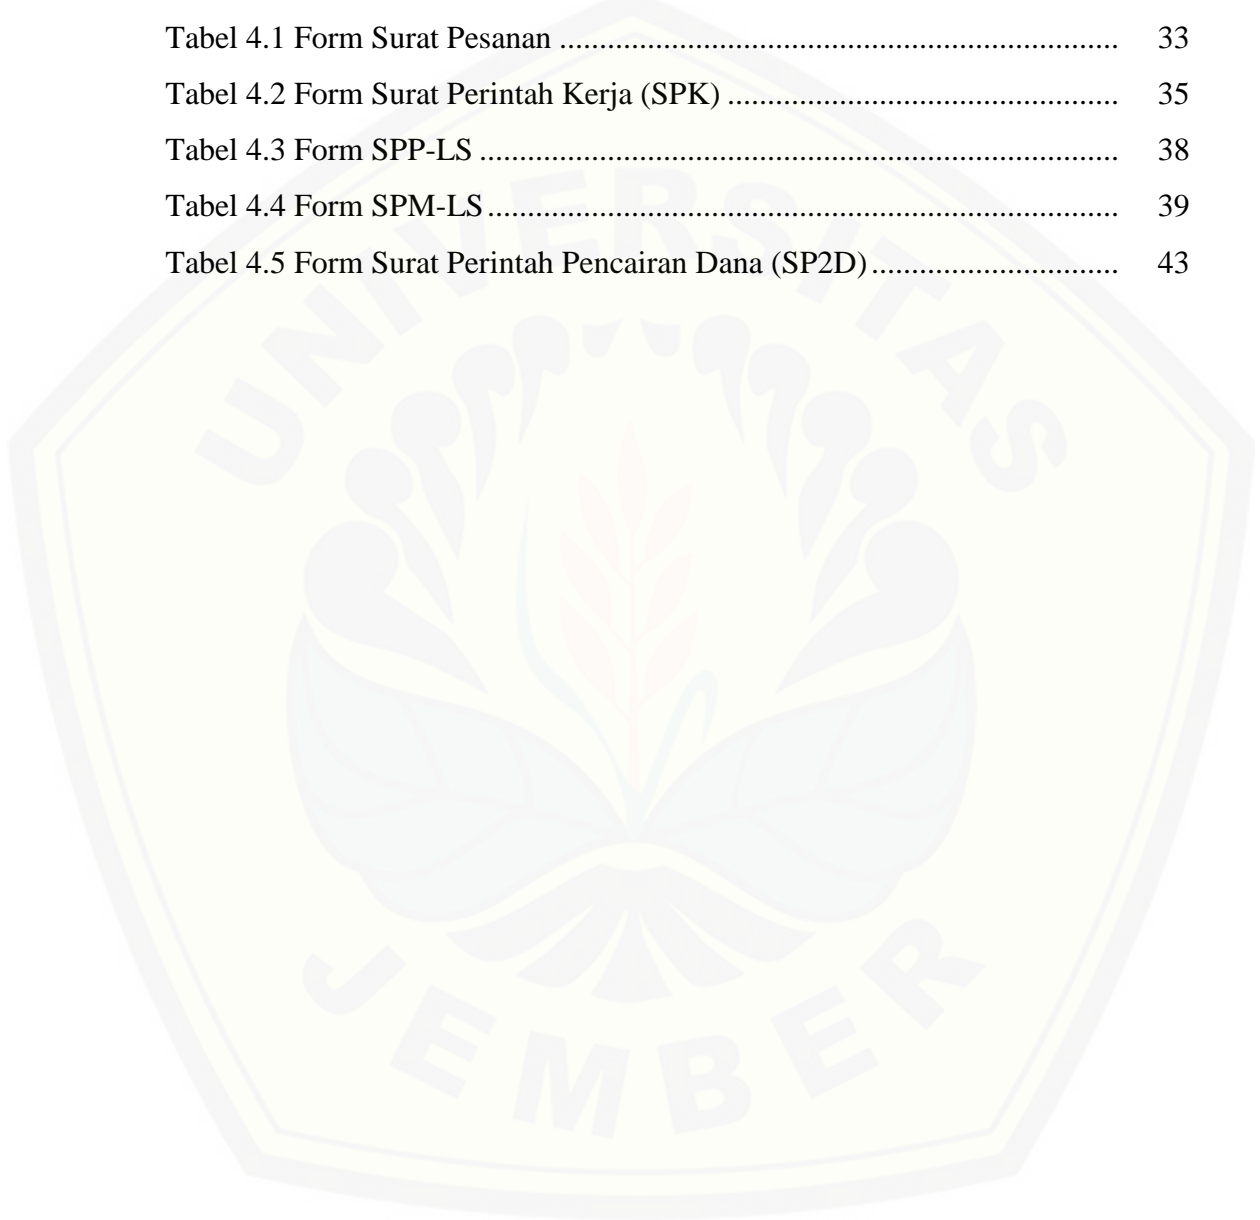 Tabel 4.1 Form Surat Pesanan ................................................................... 33
Tabel 4.2 Form Surat Perintah Kerja (SPK) .............................................. 35
Tabel 4.3 Form SPP-LS ............................................................................ 38
Tabel 4.4 Form SPM-LS ........................................................................... 39
Tabel 4.5 Form Surat Perintah Pencairan Dana (SP2D) ............................. 43
UNIVERSITAS
JEMBER